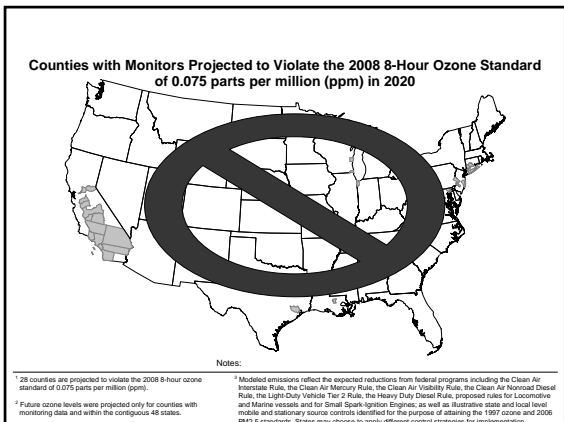 Counties with Monitors Projected to Violate the 2008 8-Hour Ozone Standard
of 0.075 parts per million (ppm) in 2020
Notes:
1 28 counties are projected to violate the 2008 8-hour ozone
standard of 0.075 parts per million (ppm).
2 Future ozone levels were projected only for counties with
monitoring data and within the contiguous 48 states.
3 Modeled emissions reflect the expected reductions from federal programs including the Clean Air
Interstate Rule, the Clean Air Mercury Rule, the Clean Air Visibility Rule, the Clean Air Nonroad Diesel
Rule, the Light-Duty Vehicle Tier 2 Rule, the Heavy Duty Diesel Rule, proposed rules for Locomotive
and Marine vessels and for Small Spark-Ignition Engines; as well as illustrative state and local level
mobile and stationary source controls identified for the purpose of attaining the 1997 ozone and 2006
PM2.5 standards. States may choose to apply different control strategies for implementation.